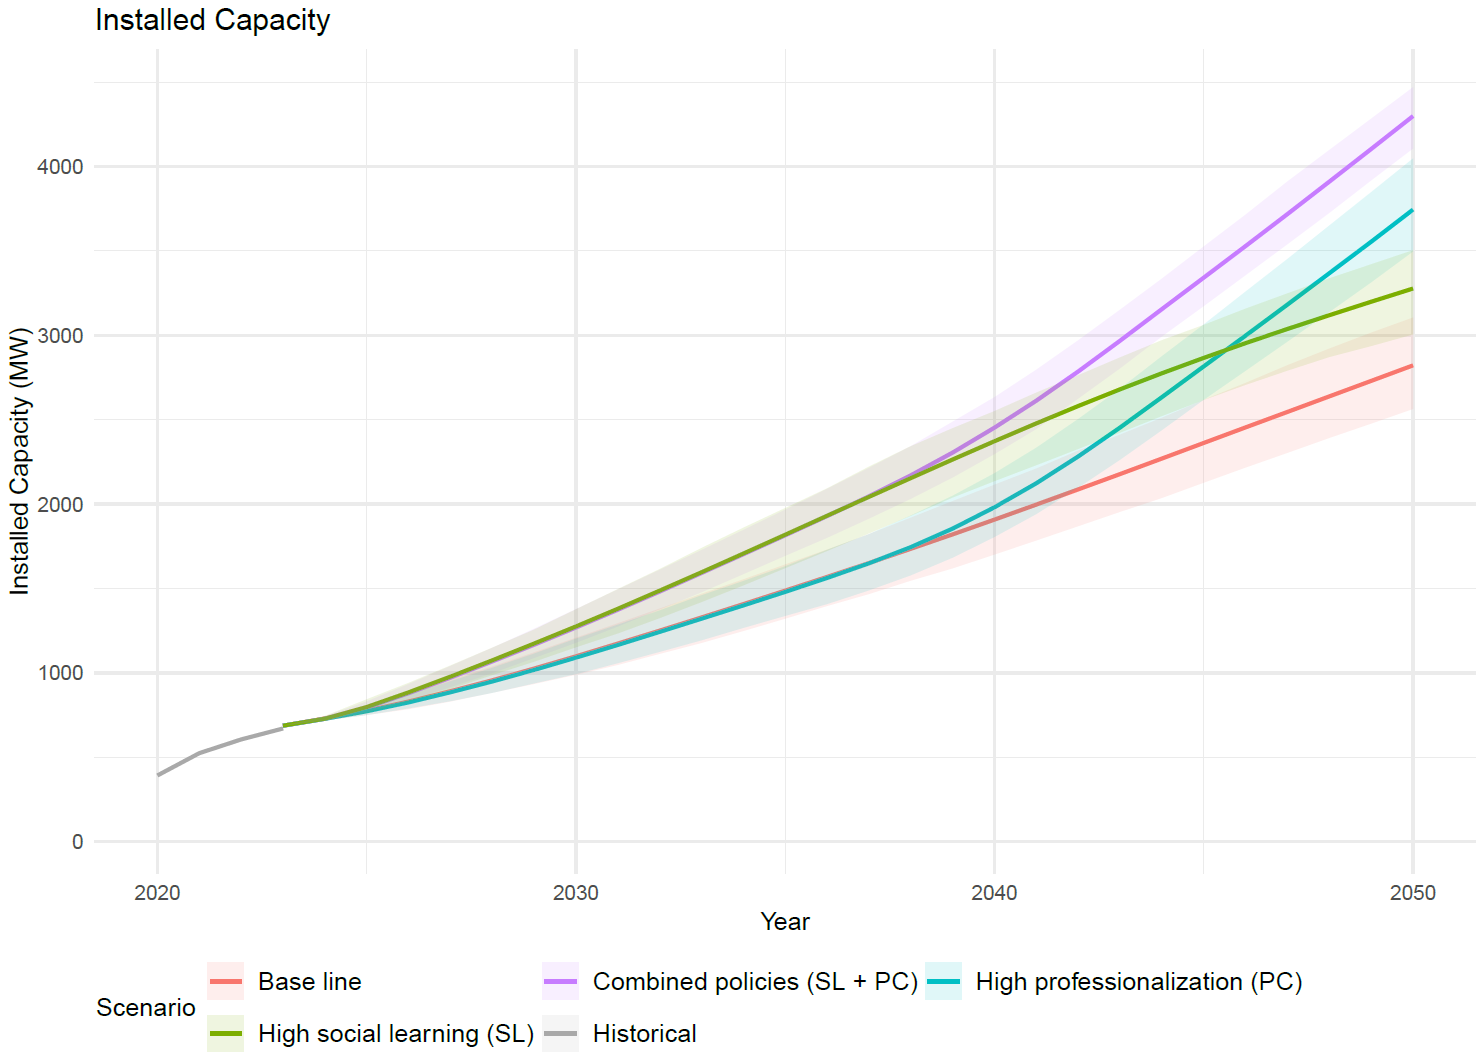 Installed Capacity
Installed Capacity (MW)
4000
3000
2000
1000
0
2020 2030 2040 2050
Year
Scenario
Base line Combined policies (SL + PC) High professionalization (PC)
High social learning (SL) Historical